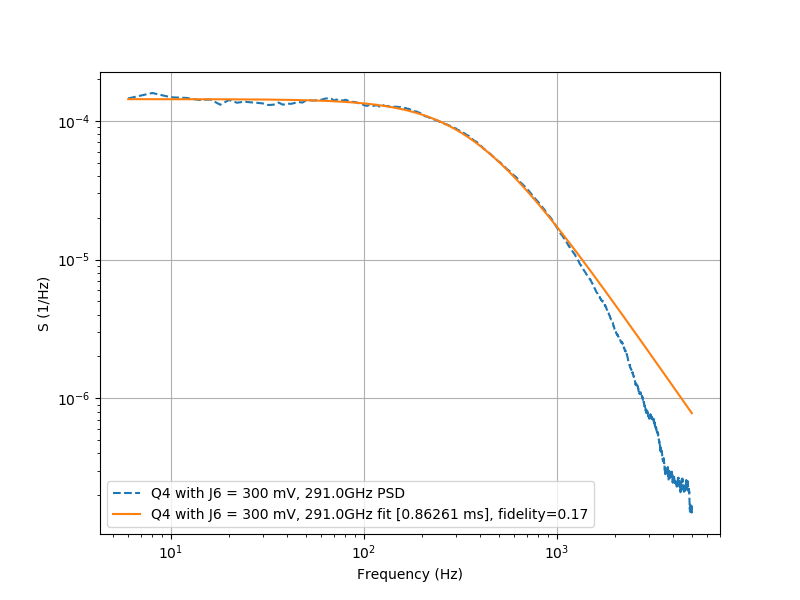 10⁻⁴
10⁻⁵
10⁻⁶
S (1/Hz)
Q4 with J6 = 300 mV, 291.0GHz PSD
Q4 with J6 = 300 mV, 291.0GHz fit [0.86261 ms], fidelity=0.17
10¹ 10² 10³
Frequency (Hz)